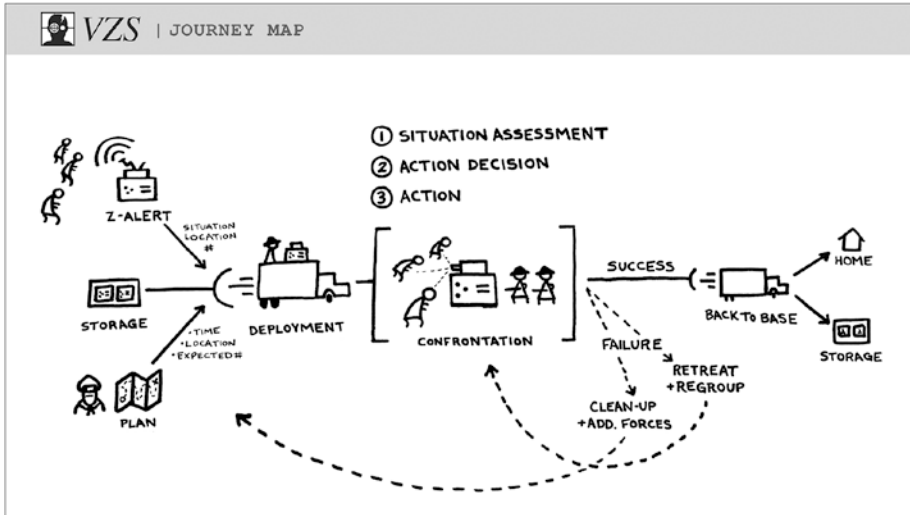 VZS | JOURNEY MAP
① SITUATION ASSESSMENT
② ACTION DECISION
③ ACTION
Z-ALERT
SITUATION
LOCATION
#
STORAGE
• TIME
• LOCATION
• EXPECTED #
PLAN
DEPLOYMENT
CONFRONTATION
SUCCESS
FAILURE
RETREAT
+ REGROUP
CLEAN-UP
+ ADD. FORCES
BACK TO BASE
HOME
STORAGE